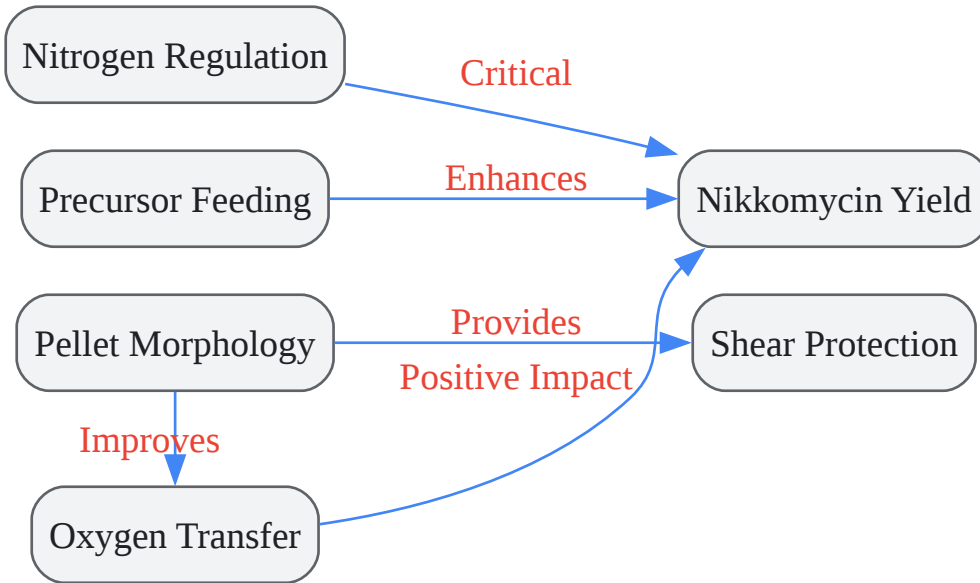 Nitrogen Regulation
Critical
Precursor Feeding
Enhances
Nikkomycin Yield
Pellet Morphology
Provides
Shear Protection
Positive Impact
Improves
Oxygen Transfer